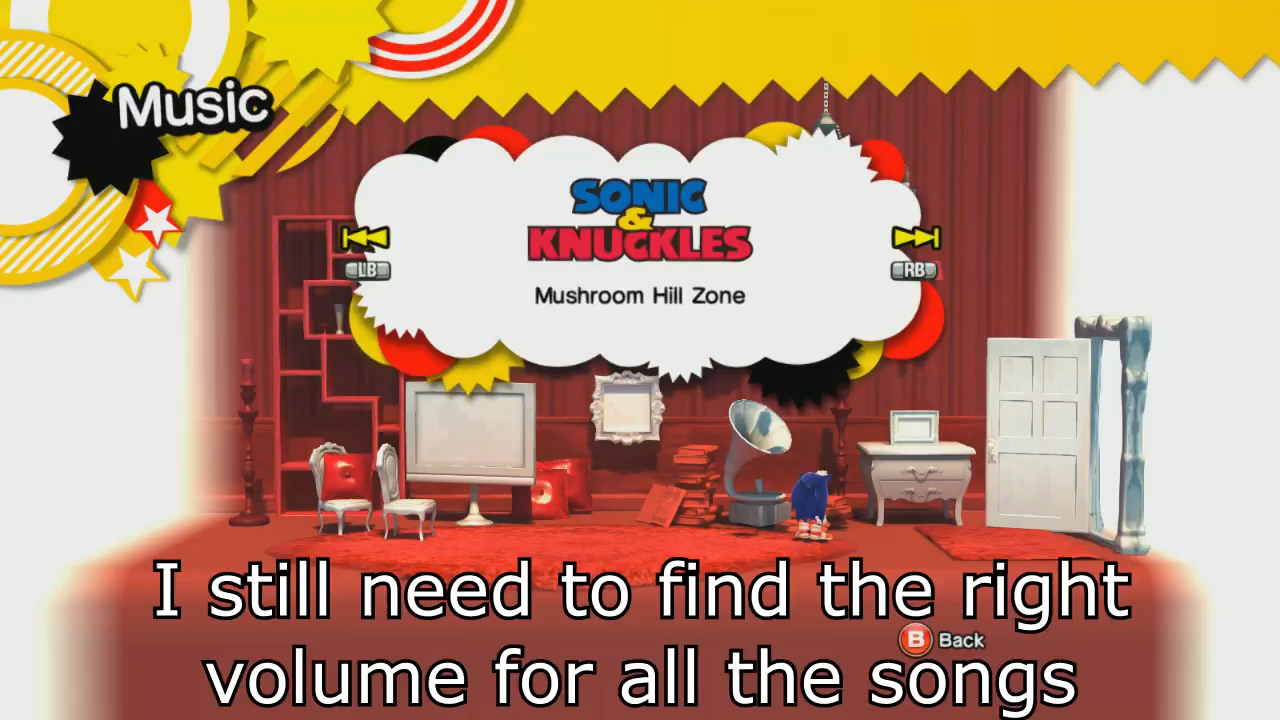 Music
SONIC
&
KNUCKLES
LB
RB
Mushroom Hill Zone
I still need to find the right
B Back
volume for all the songs